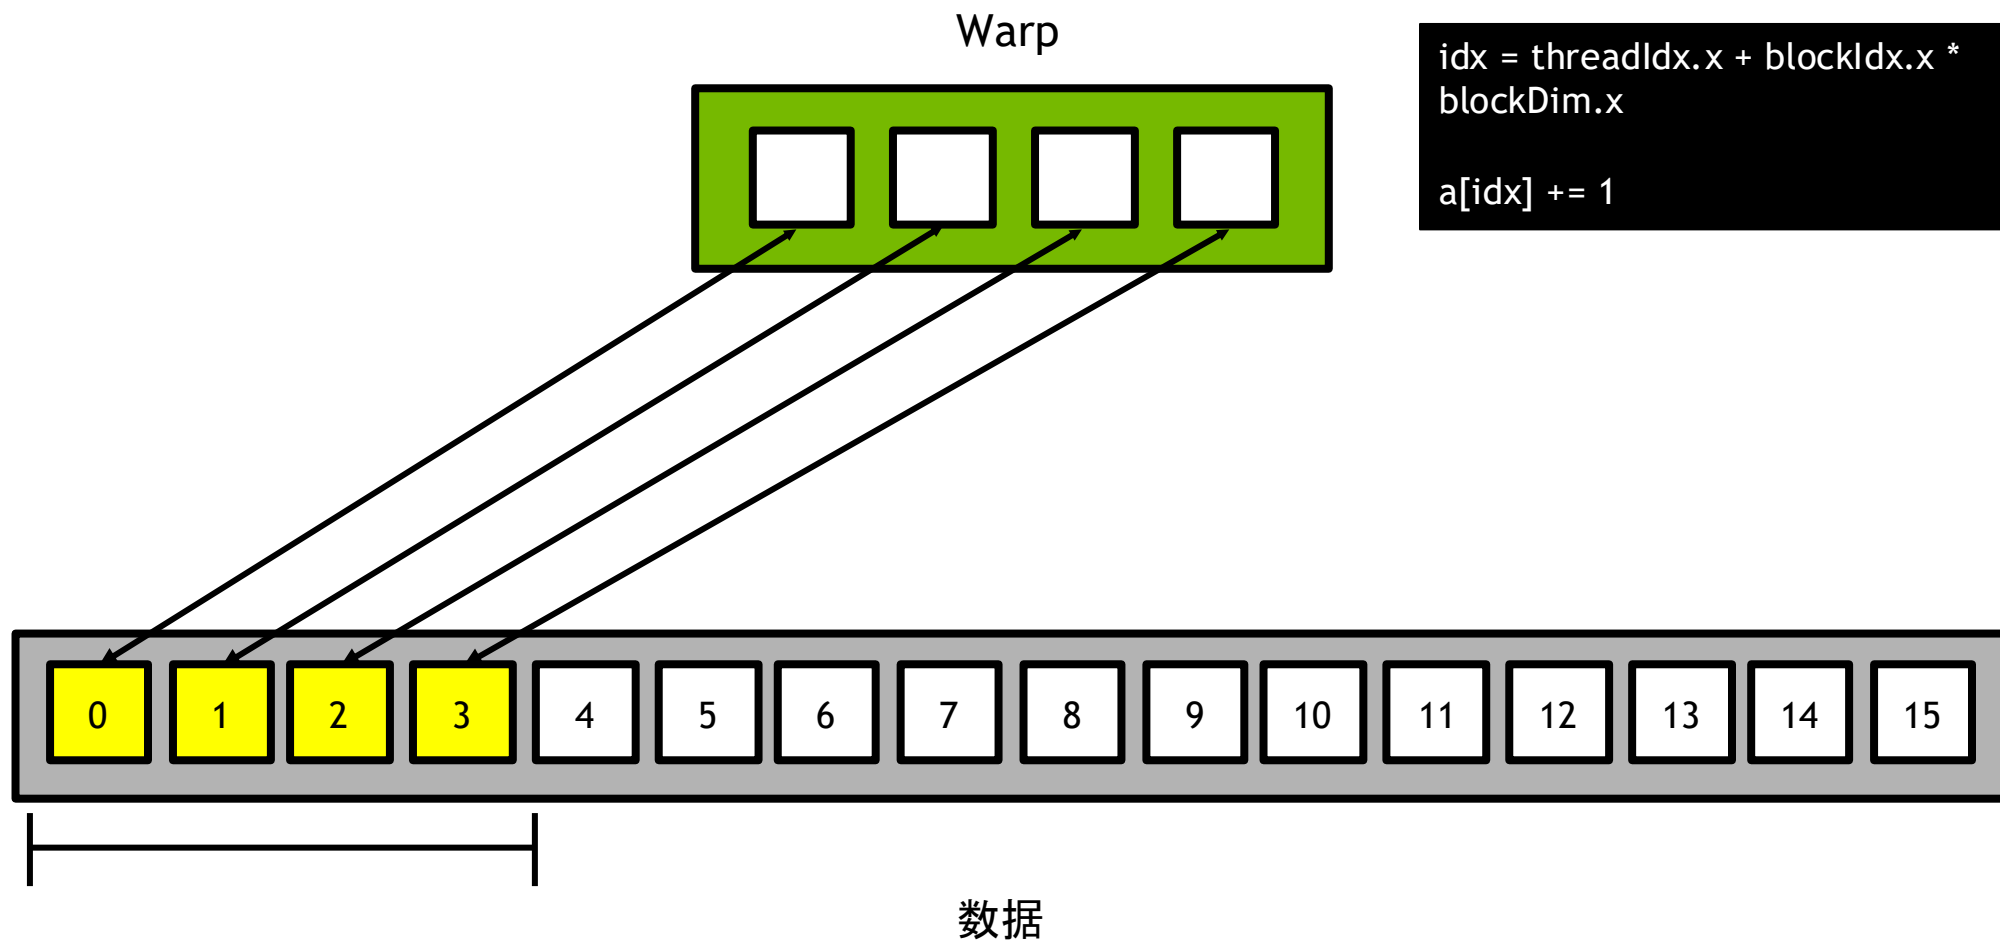 Warp
idx = threadIdx.x + blockIdx.x *
blockDim.x
a[idx] += 1
0 1 2 3 4 5 6 7 8 9 10 11 12 13 14 15
数据